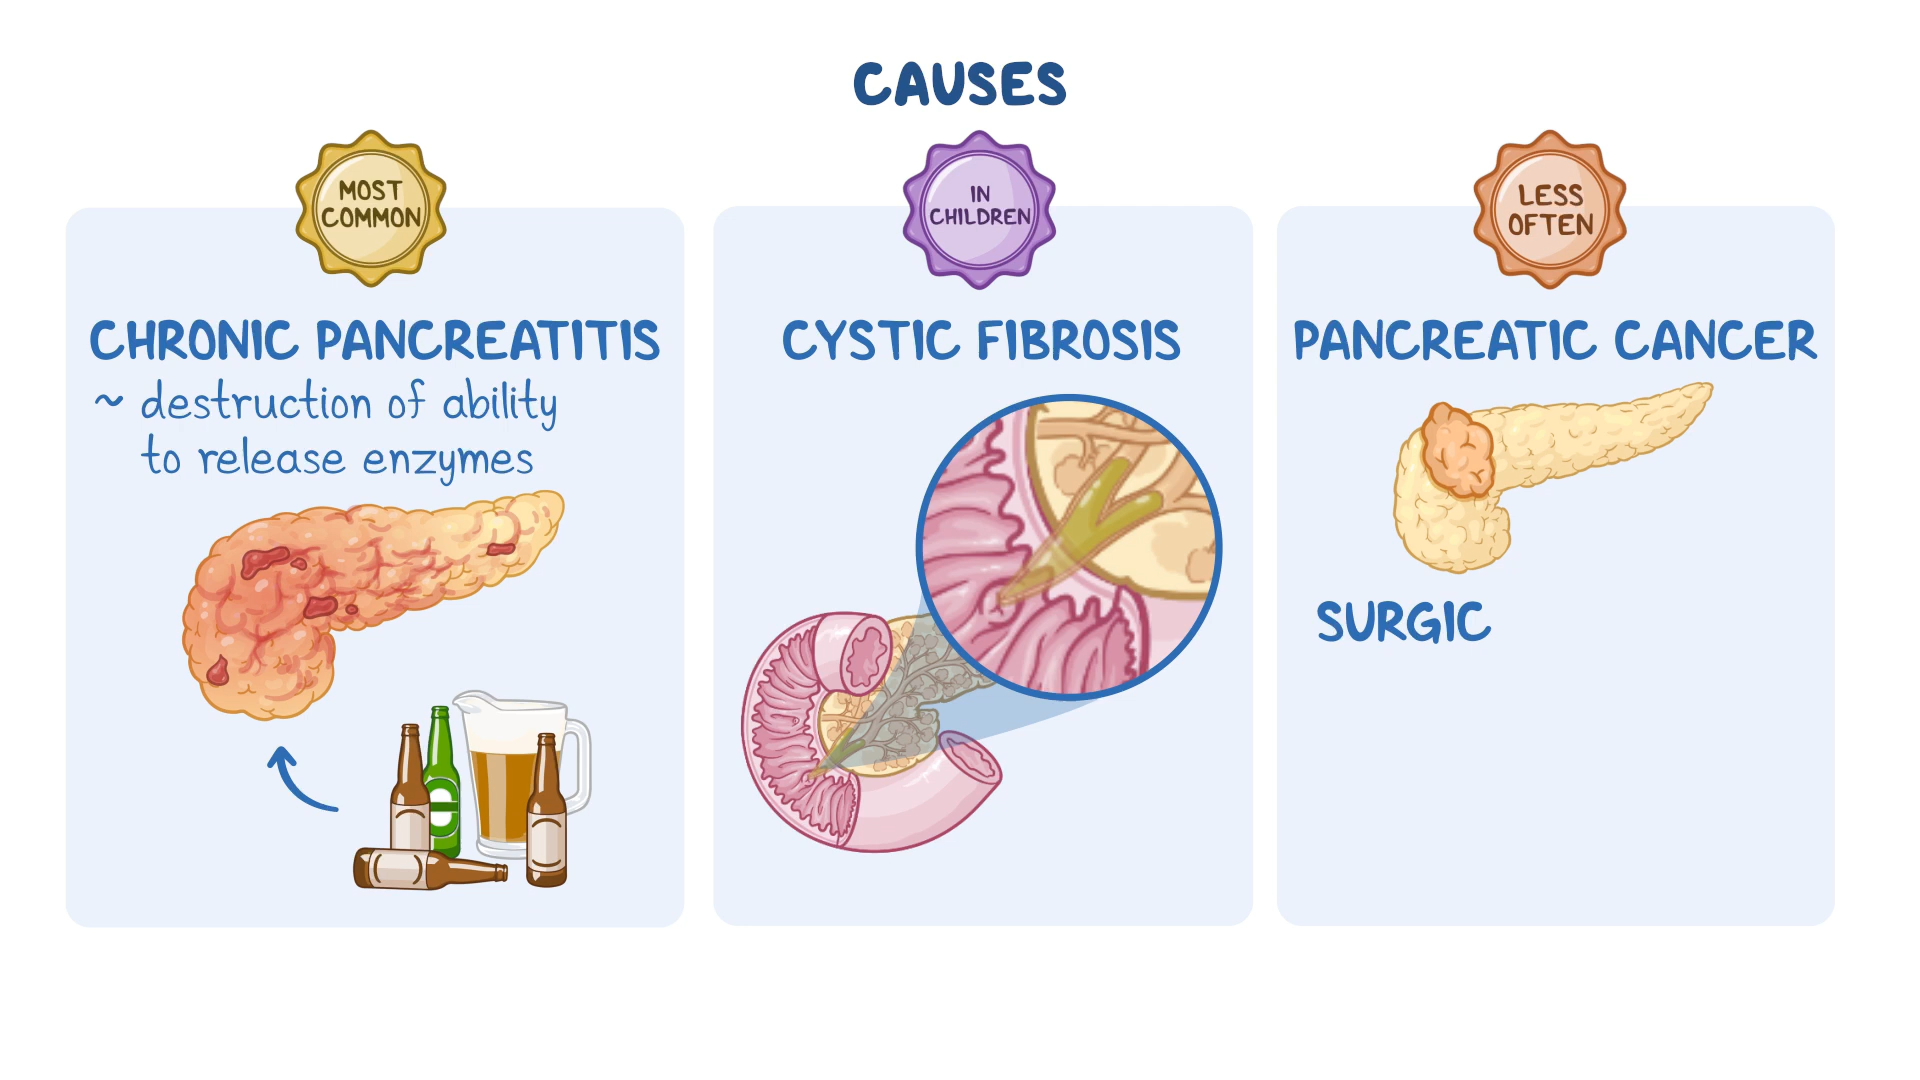 CAUSES
MOST
COMMON
CHRONIC PANCREATITIS
~ destruction of ability
to release enzymes
IN
CHILDREN
CYSTIC FIBROSIS
LESS
OFTEN
PANCREATIC CANCER
SURGIC